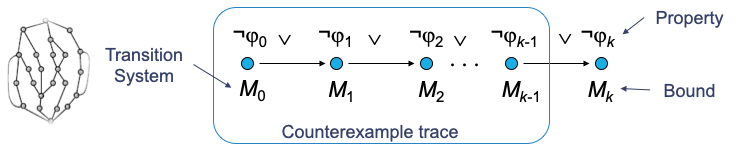 Property
¬φ0 ∨ ¬φ1 ∨ ¬φ2 ∨ ¬φk-1 ∨ ¬φk
Transition
System
. . .
M0 M1 M2 Mk-1 Mk
Bound
Counterexample trace